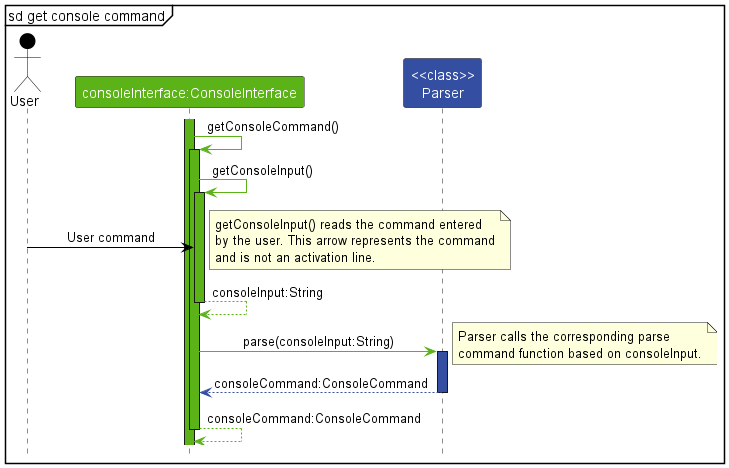 sd get console command
User
consoleInterface:ConsoleInterface
<<class>>
Parser
getConsoleCommand()
getConsoleInput()
getConsoleInput() reads the command entered
by the user. This arrow represents the command
and is not an activation line.
User command
consoleInput:String
parse(consoleInput:String)
Parser calls the corresponding parse
command function based on consoleInput.
consoleCommand:ConsoleCommand
consoleCommand:ConsoleCommand